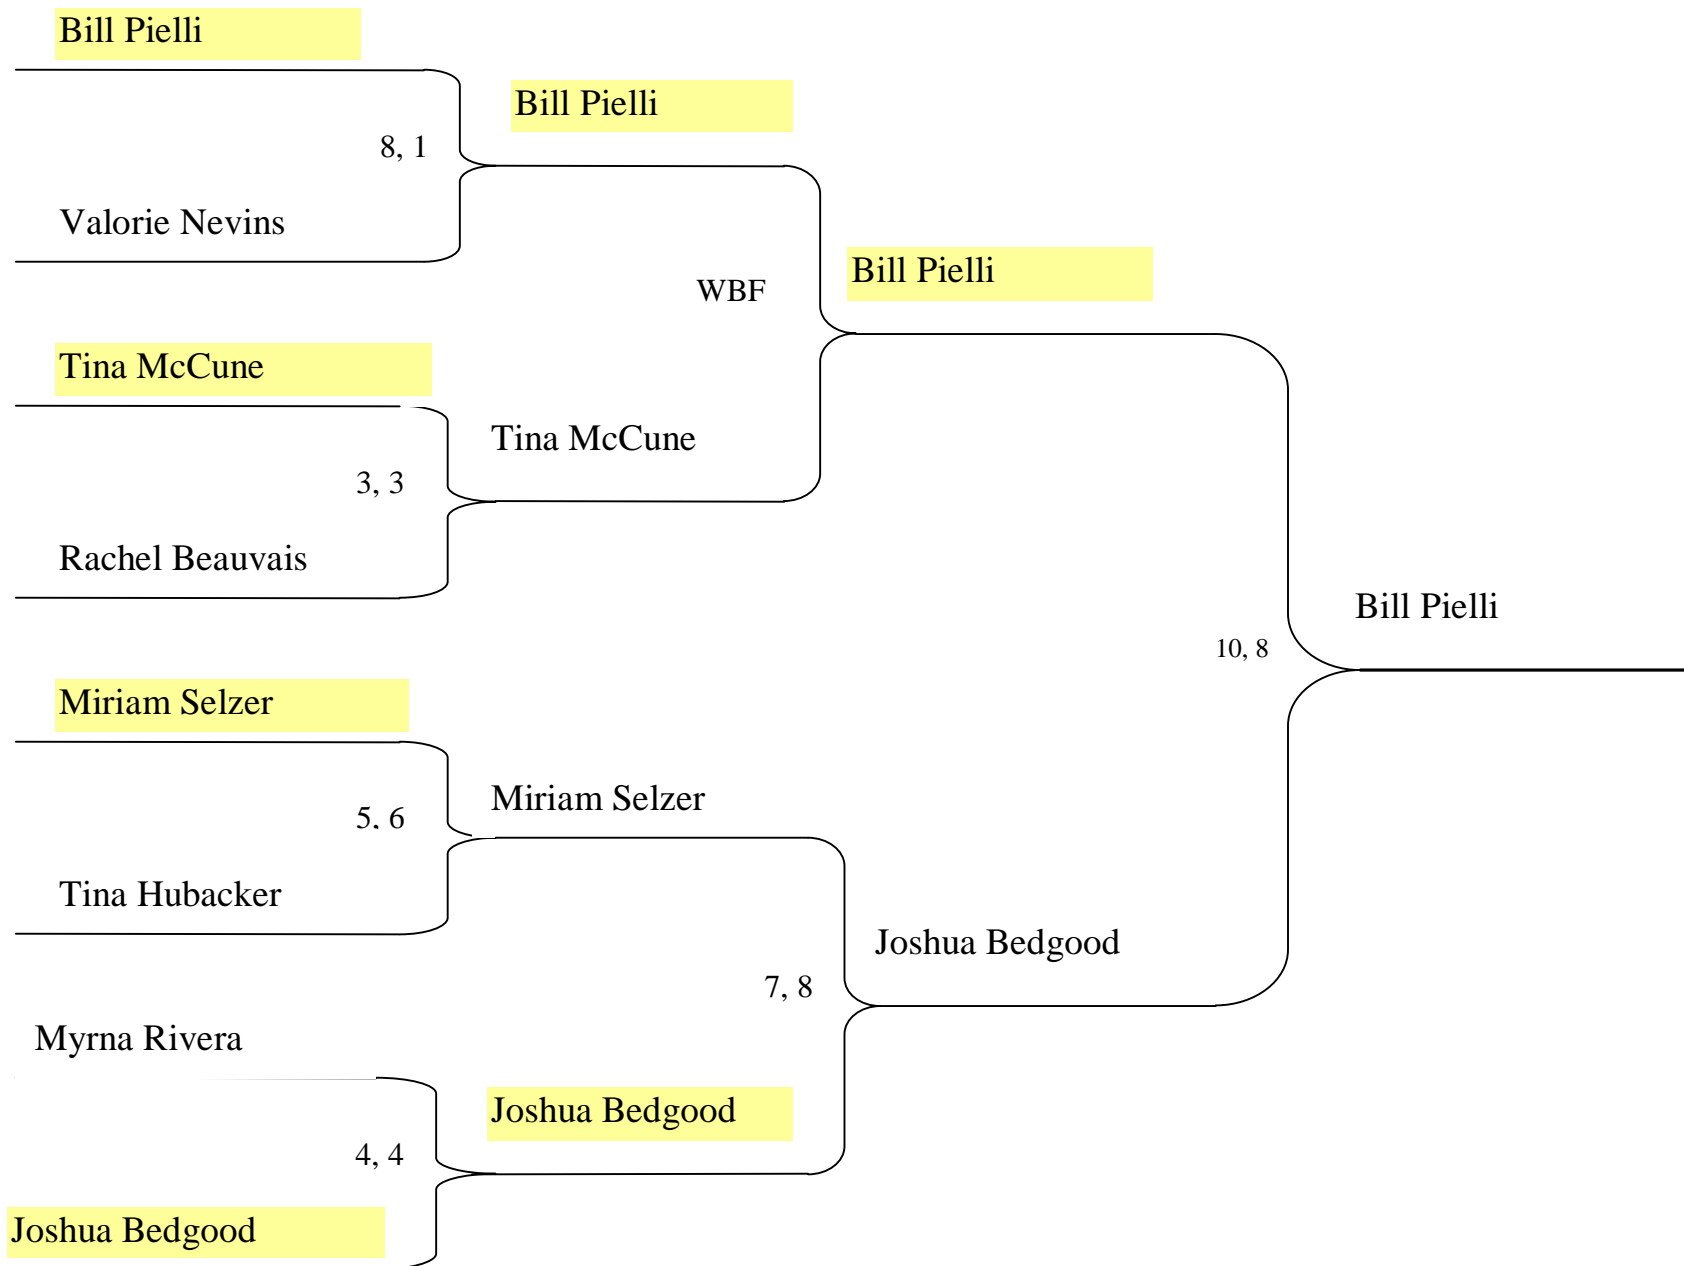 Bill Pielli
Bill Pielli
8, 1
Valorie Nevins
Bill Pielli
WBF
Tina McCune
Tina McCune
3, 3
Rachel Beauvais
Bill Pielli
10, 8
Miriam Selzer
Miriam Selzer
5, 6
Tina Hubacker
Joshua Bedgood
7, 8
Myrna Rivera
Joshua Bedgood
4, 4
Joshua Bedgood